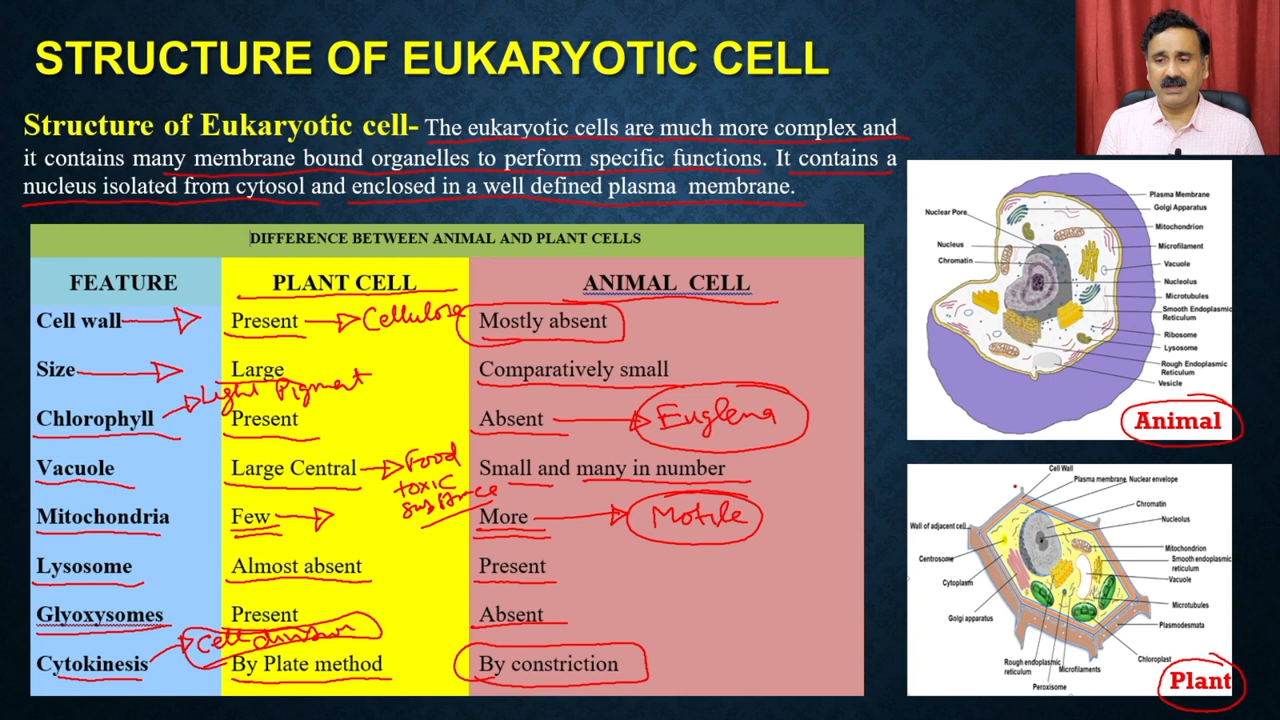 STRUCTURE OF EUKARYOTIC CELL
Structure of Eukaryotic cell- The eukaryotic cells are much more complex and
it contains many membrane bound organelles to perform specific functions. It contains a
nucleus isolated from cytosol and enclosed in a well defined plasma membrane.
DIFFERENCE BETWEEN ANIMAL AND PLANT CELLS
FEATURE PLANT CELL ANIMAL CELL
Cell wall Present Cellulose Mostly absent
Size Large Comparatively small
Light Pigment
Chlorophyll Present Absent Euglena
Vacuole Large Central Food Small and many in number
toxic
substance
Mitochondria Few More Motile
Lysosome Almost absent Present
Glyoxysomes Present Absent
Cell division
Cytokinesis By Plate method By constriction
Plasma Membrane
Golgi Apparatus
Nuclear Pore
Mitochondrion
Nucleus
Microfilament
Chromatin
Vacuole
Nucleolus
Microtubules
Smooth Endoplasmic
Reticulum
Ribosome
Lysosome
Rough Endoplasmic
Reticulum
Vesicle
Animal
Cell Wall
Plasma membrane
Nuclear envelope
Chromatin
Nucleolus
Wall of adjacent cell
Mitochondrion
Centrosome
Smooth endoplasmic
reticulum
Vacuole
Cytoplasm
Microtubules
Golgi apparatus
Plasmodesmata
Chloroplast
Rough endoplasmic
reticulum
Microfilaments
Peroxisome
Plant